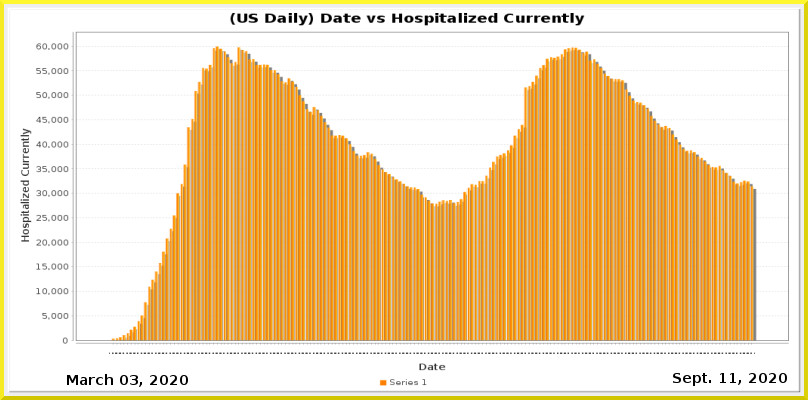 (US Daily) Date vs Hospitalized Currently
Hospitalized Currently
60,000
55,000
50,000
45,000
40,000
35,000
30,000
25,000
20,000
15,000
10,000
5,000
0
Date
March 03, 2020
Sept. 11, 2020
Series 1